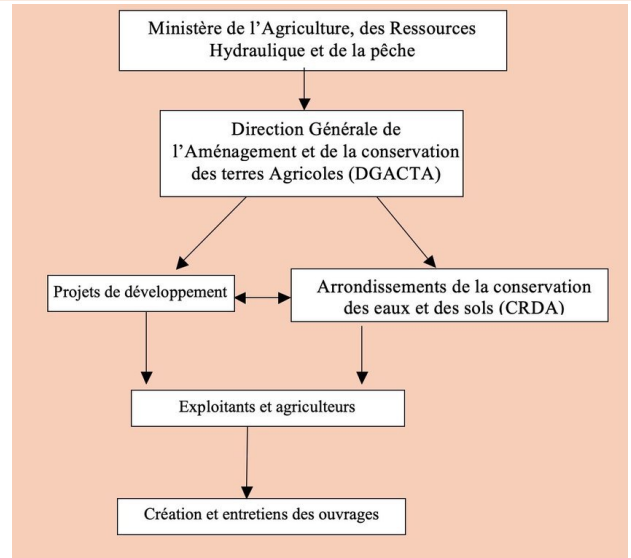 Ministère de l'Agriculture, des Ressources
Hydraulique et de la pêche
Direction Générale de
l'Aménagement et de la conservation
des terres Agricoles (DGACTA)
Projets de développement
Arrondissements de la conservation
des eaux et des sols (CRDA)
Exploitants et agriculteurs
Création et entretiens des ouvrages